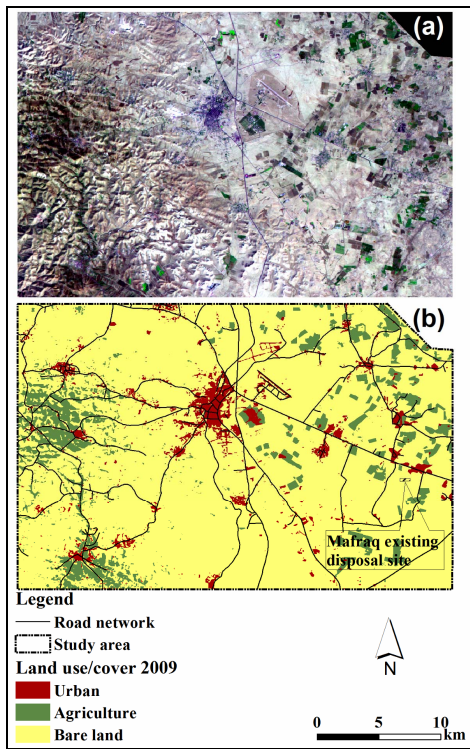 (a)
(b)
Mafraq existing
disposal site
Legend
Road network
Study area
Land use/cover 2009
Urban
Agriculture
Bare land
N
0 5 10
km